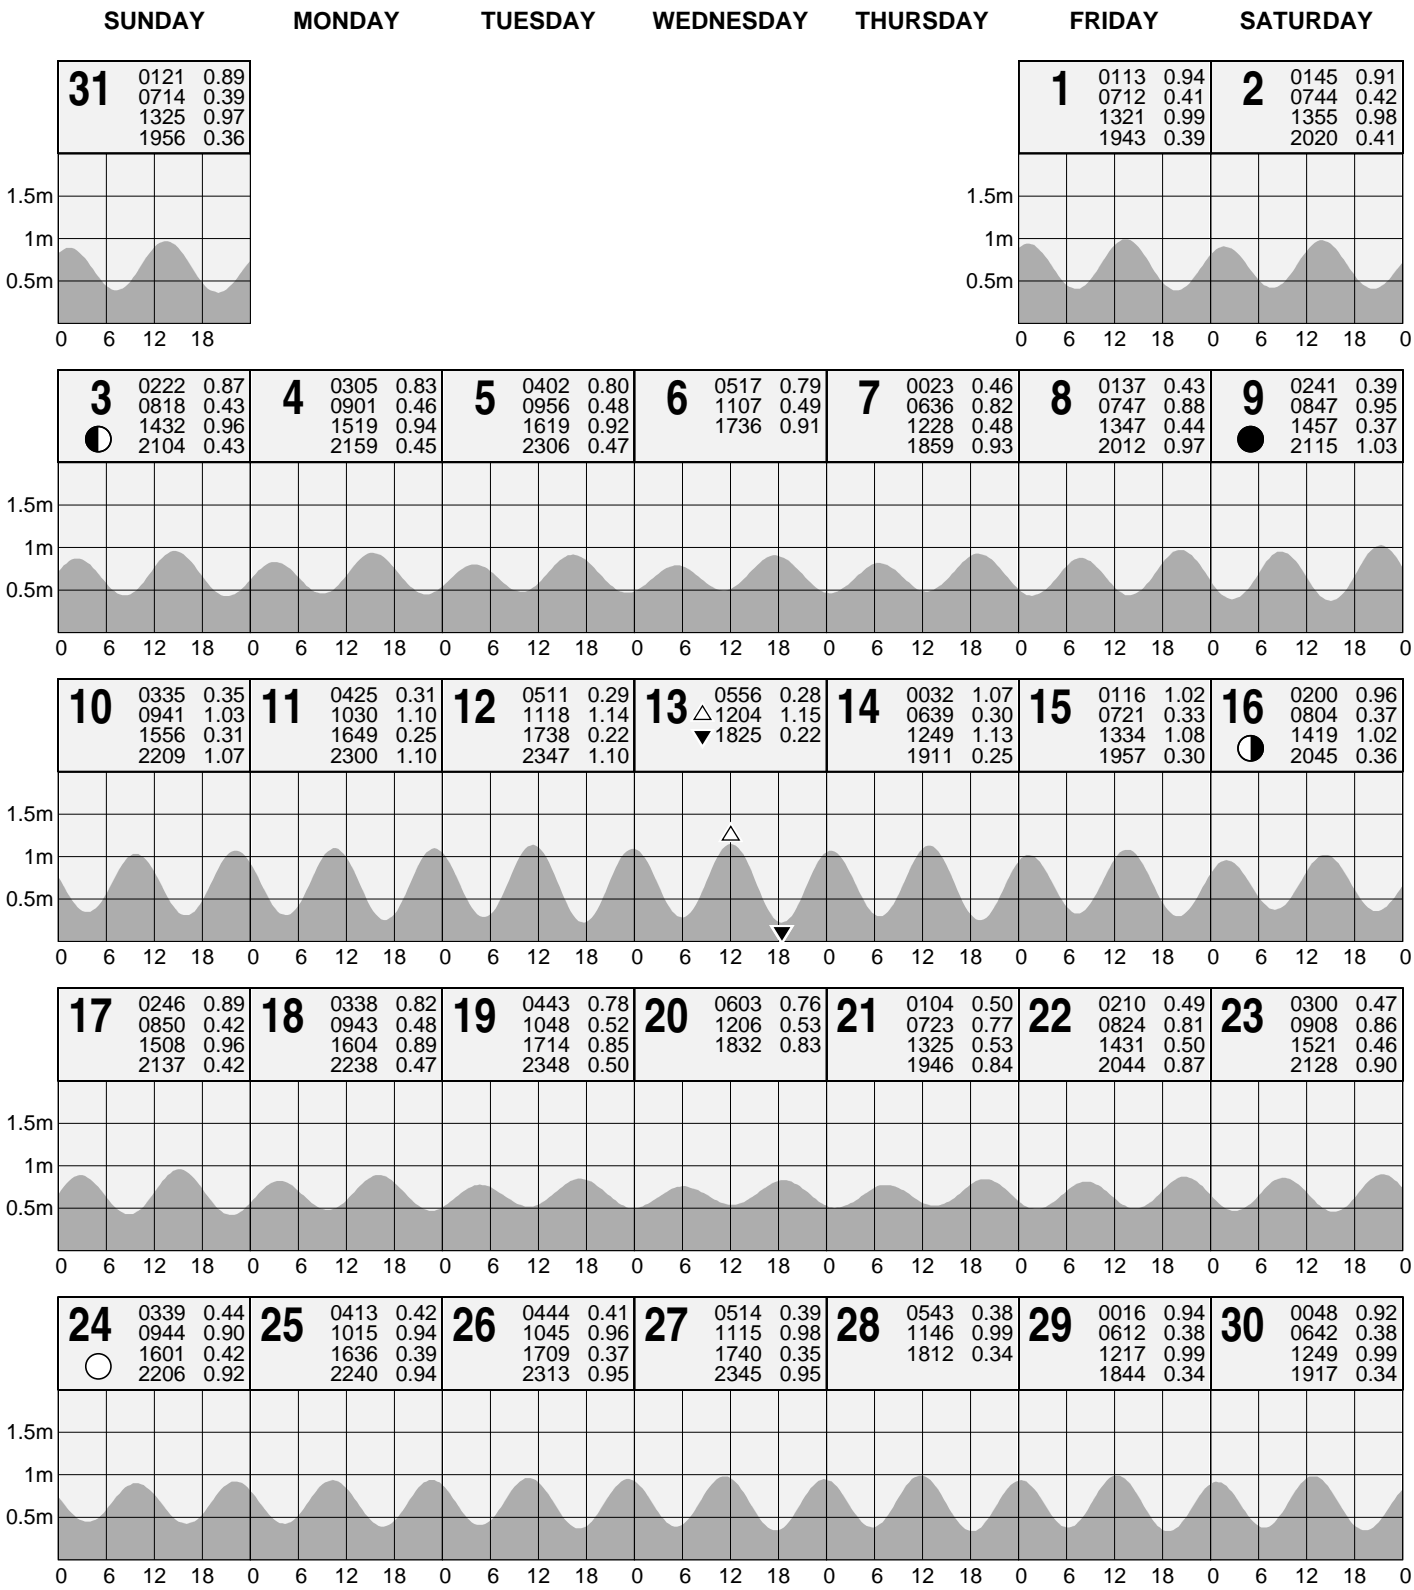 SUNDAY MONDAY TUESDAY WEDNESDAY THURSDAY FRIDAY SATURDAY
31 0121 0.89 1 0113 0.94 2 0145 0.91
0714 0.39 0712 0.41 0744 0.42
1325 0.97 1321 0.99 1355 0.98
1956 0.36 1943 0.39 2020 0.41
1.5m 1.5m
1m 1m
0.5m 0.5m
0 6 12 18 0 6 12 18 0 6 12 18 0
3 0222 0.87 4 0305 0.83 5 0402 0.80 6 0517 0.79 7 0023 0.46 8 0137 0.43 9 0241 0.39
0818 0.43 0901 0.46 0956 0.48 1107 0.49 0636 0.82 0747 0.88 0847 0.95
1432 0.96 1519 0.94 1619 0.92 1736 0.91 1228 0.48 1347 0.44 1457 0.37
2104 0.43 2159 0.45 2306 0.47 1859 0.93 2012 0.97 2115 1.03
1.5m
1m
0.5m
0 6 12 18 0 6 12 18 0 6 12 18 0 6 12 18 0 6 12 18 0 6 12 18 0 6 12 18 0
10 0335 0.35 11 0425 0.31 12 0511 0.29 13 0556 0.28 14 0032 1.07 15 0116 1.02 16 0200 0.96
0941 1.03 1030 1.10 1118 1.14 1204 1.15 0639 0.30 0721 0.33 0804 0.37
1556 0.31 1649 0.25 1738 0.22 1825 0.22 1249 1.13 1334 1.08 1419 1.02
2209 1.07 2300 1.10 2347 1.10 1911 0.25 1957 0.30 2045 0.36
1.5m
1m
0.5m
0 6 12 18 0 6 12 18 0 6 12 18 0 6 12 18 0 6 12 18 0 6 12 18 0 6 12 18 0
17 0246 0.89 18 0338 0.82 19 0443 0.78 20 0603 0.76 21 0104 0.50 22 0210 0.49 23 0300 0.47
0850 0.42 0943 0.48 1048 0.52 1206 0.53 0723 0.77 0824 0.81 0908 0.86
1508 0.96 1604 0.89 1714 0.85 1832 0.83 1325 0.53 1431 0.50 1521 0.46
2137 0.42 2238 0.47 2348 0.50 1946 0.84 2044 0.87 2128 0.90
1.5m
1m
0.5m
0 6 12 18 0 6 12 18 0 6 12 18 0 6 12 18 0 6 12 18 0 6 12 18 0 6 12 18 0
24 0339 0.44 25 0413 0.42 26 0444 0.41 27 0514 0.39 28 0543 0.38 29 0016 0.94 30 0048 0.92
0944 0.90 1015 0.94 1045 0.96 1115 0.98 1146 0.99 0612 0.38 0642 0.38
1601 0.42 1636 0.39 1709 0.37 1740 0.35 1812 0.34 1217 0.99 1249 0.99
2206 0.92 2240 0.94 2313 0.95 2345 0.95 1844 0.34 1917 0.34
1.5m
1m
0.5m
0 6 12 18 0 6 12 18 0 6 12 18 0 6 12 18 0 6 12 18 0 6 12 18 0 6 12 18 0